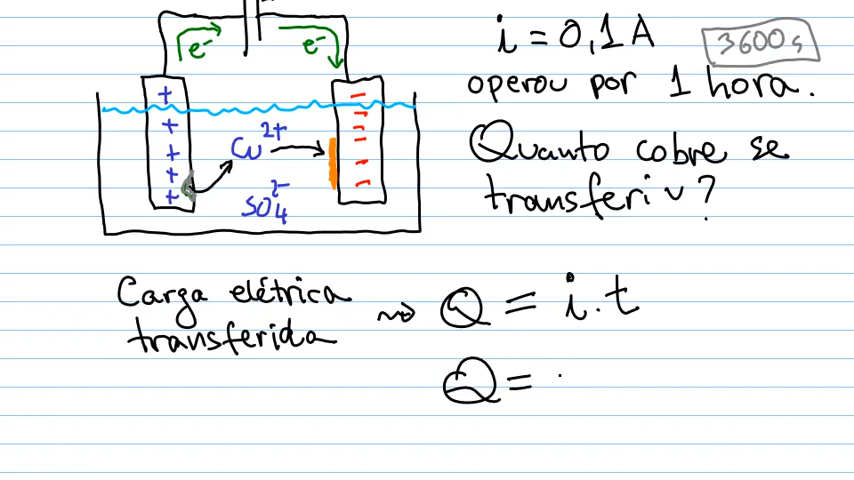 e⁻ e⁻
i = 0,1 A
3600 s
operou por 1 hora.
Cu²⁺
SO₄²⁻
Quanto cobre se
transferiu?
Carga elétrica
transferida
Q = i.t
Q =